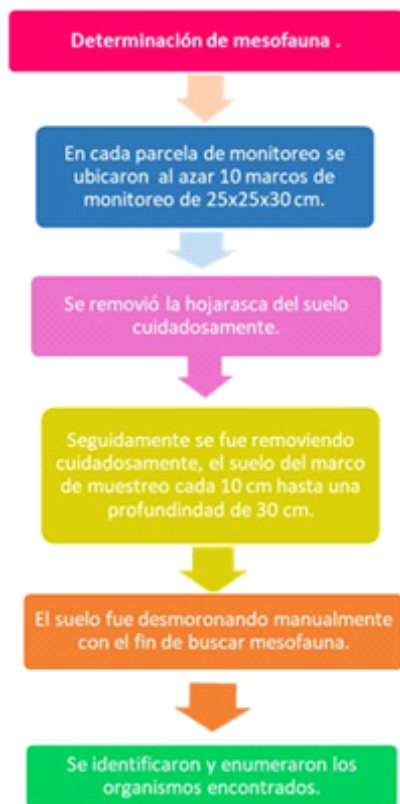 Determinación de mesofauna .
En cada parcela de monitoreo se
ubicaron al azar 10 marcos de
monitoreo de 25x25x30 cm.
Se removió la hojarasca del suelo
cuidadosamente.
Seguidamente se fue removiendo
cuidadosamente, el suelo del marco
de muestreo cada 10 cm hasta una
profundindad de 30 cm.
El suelo fue desmoronando manualmente
con el fin de buscar mesofauna.
Se identificaron y enumeraron los
organismos encontrados.